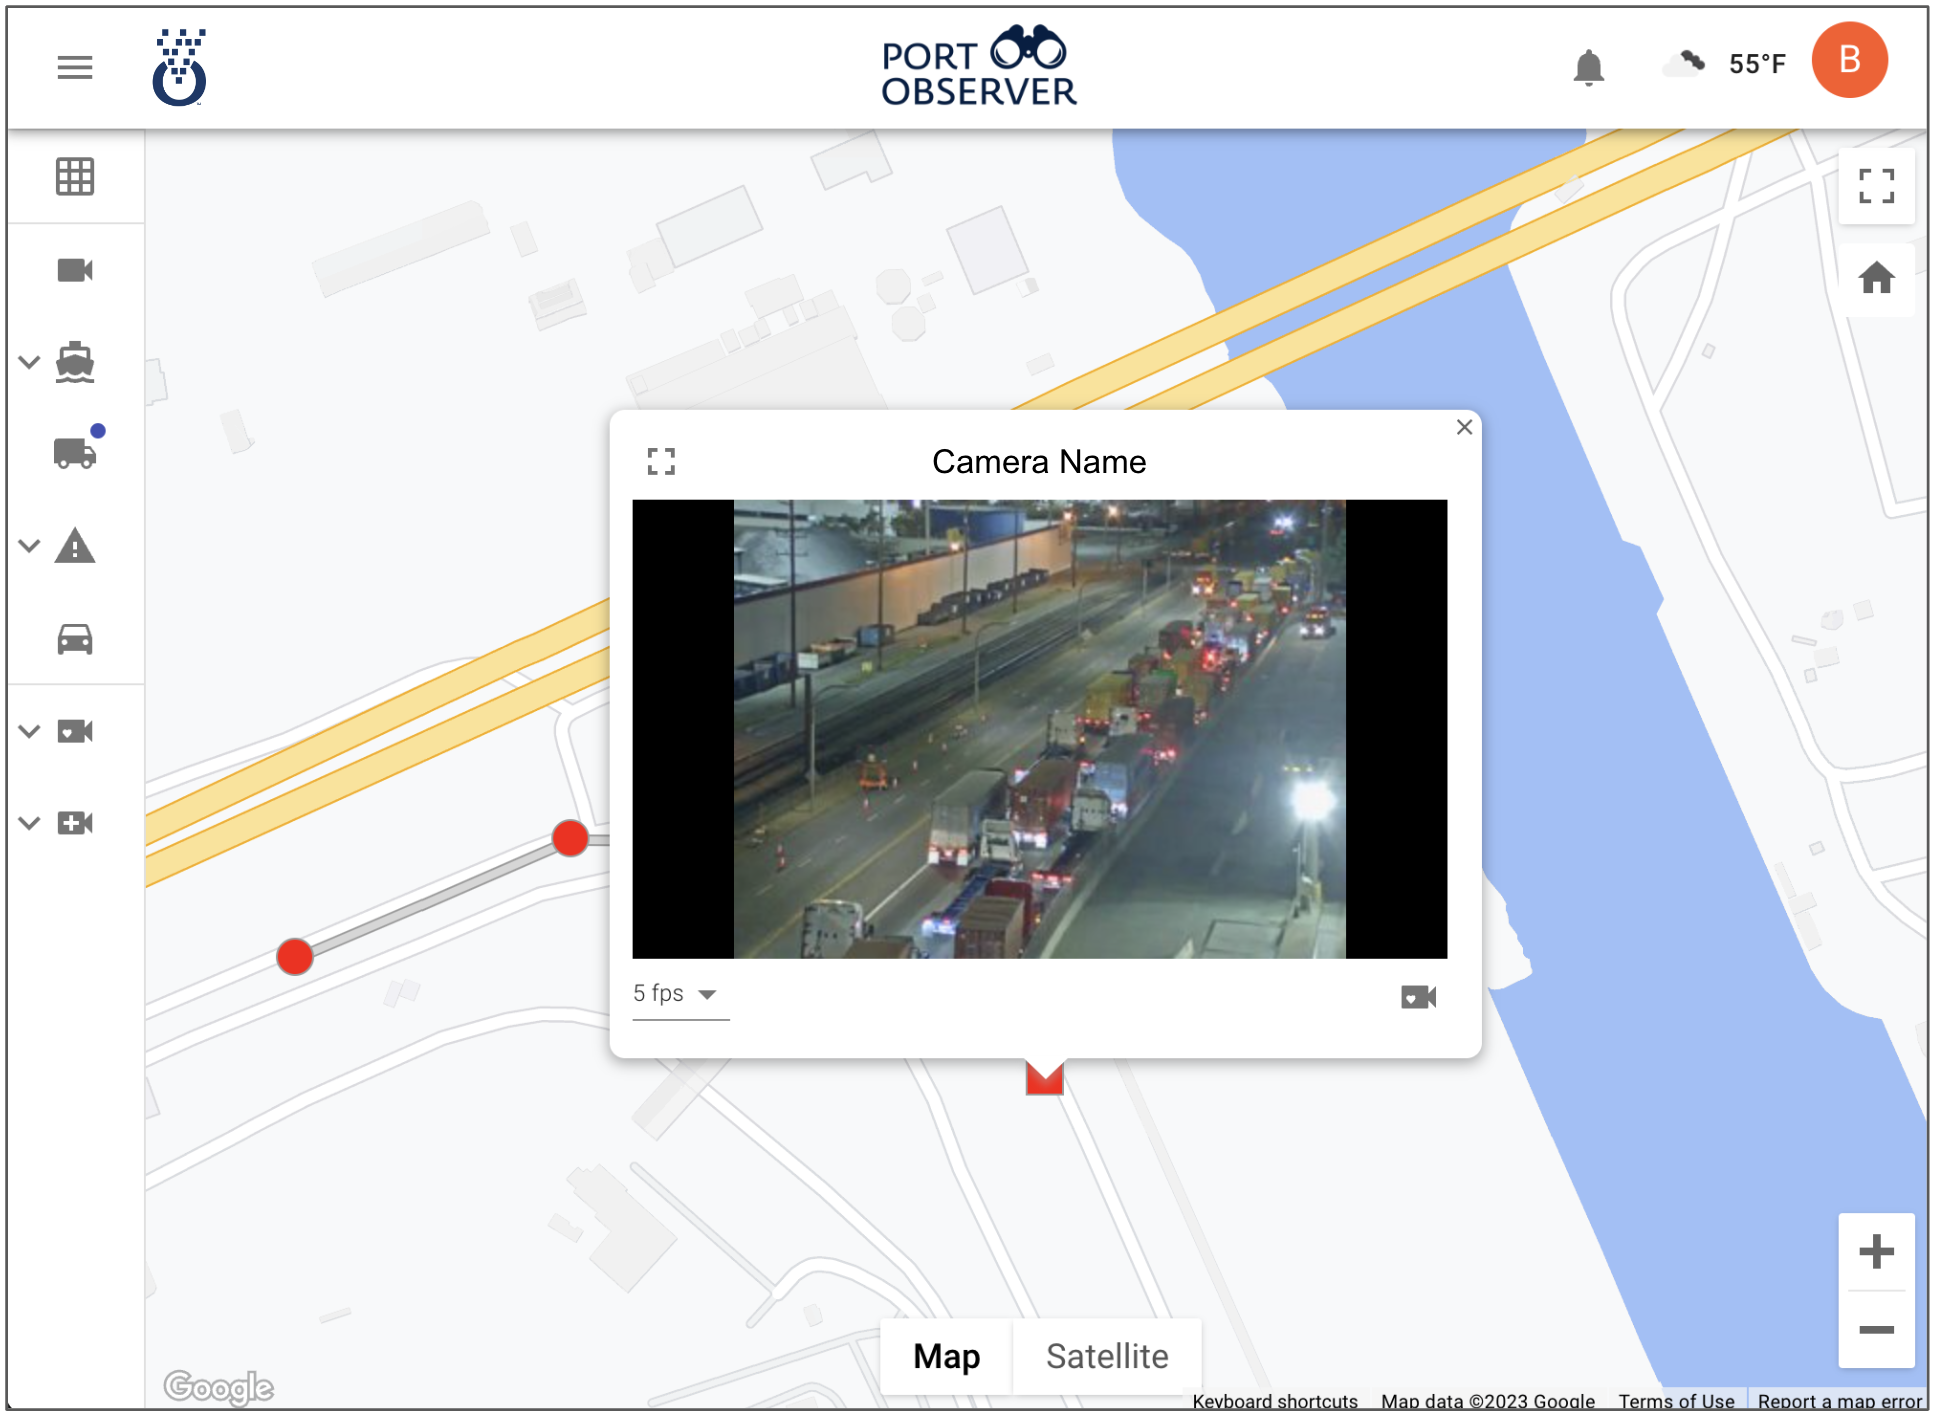 PORT
OBSERVER
55°F
B
Camera Name
5 fps
Map
Satellite
Google
Keyboard shortcuts
Map data ©2023 Google
Terms of Use
Report a map error